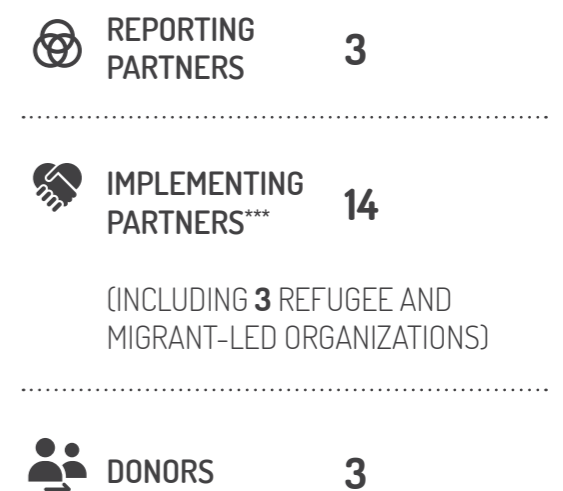 REPORTING
PARTNERS 3
IMPLEMENTING
PARTNERS*** 14
(INCLUDING 3 REFUGEE AND
MIGRANT-LED ORGANIZATIONS)
DONORS 3